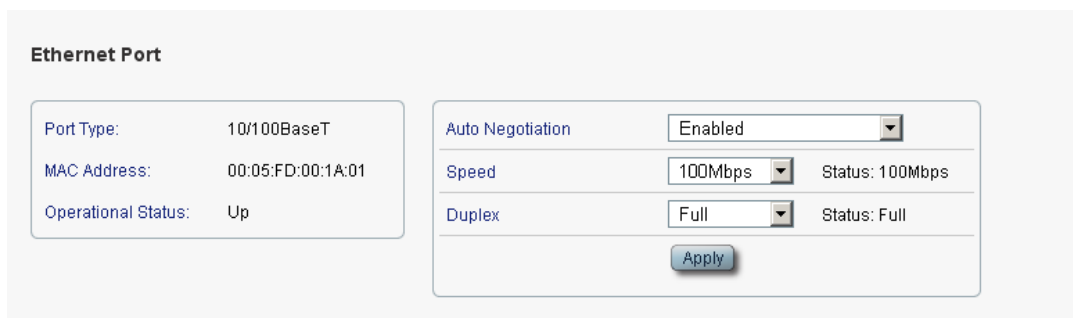 Ethernet Port
Port Type: 10/100BaseT
MAC Address: 00:05:FD:00:1A:01
Operational Status: Up
Auto Negotiation Enabled
Speed 100Mbps Status: 100Mbps
Duplex Full Status: Full
Apply